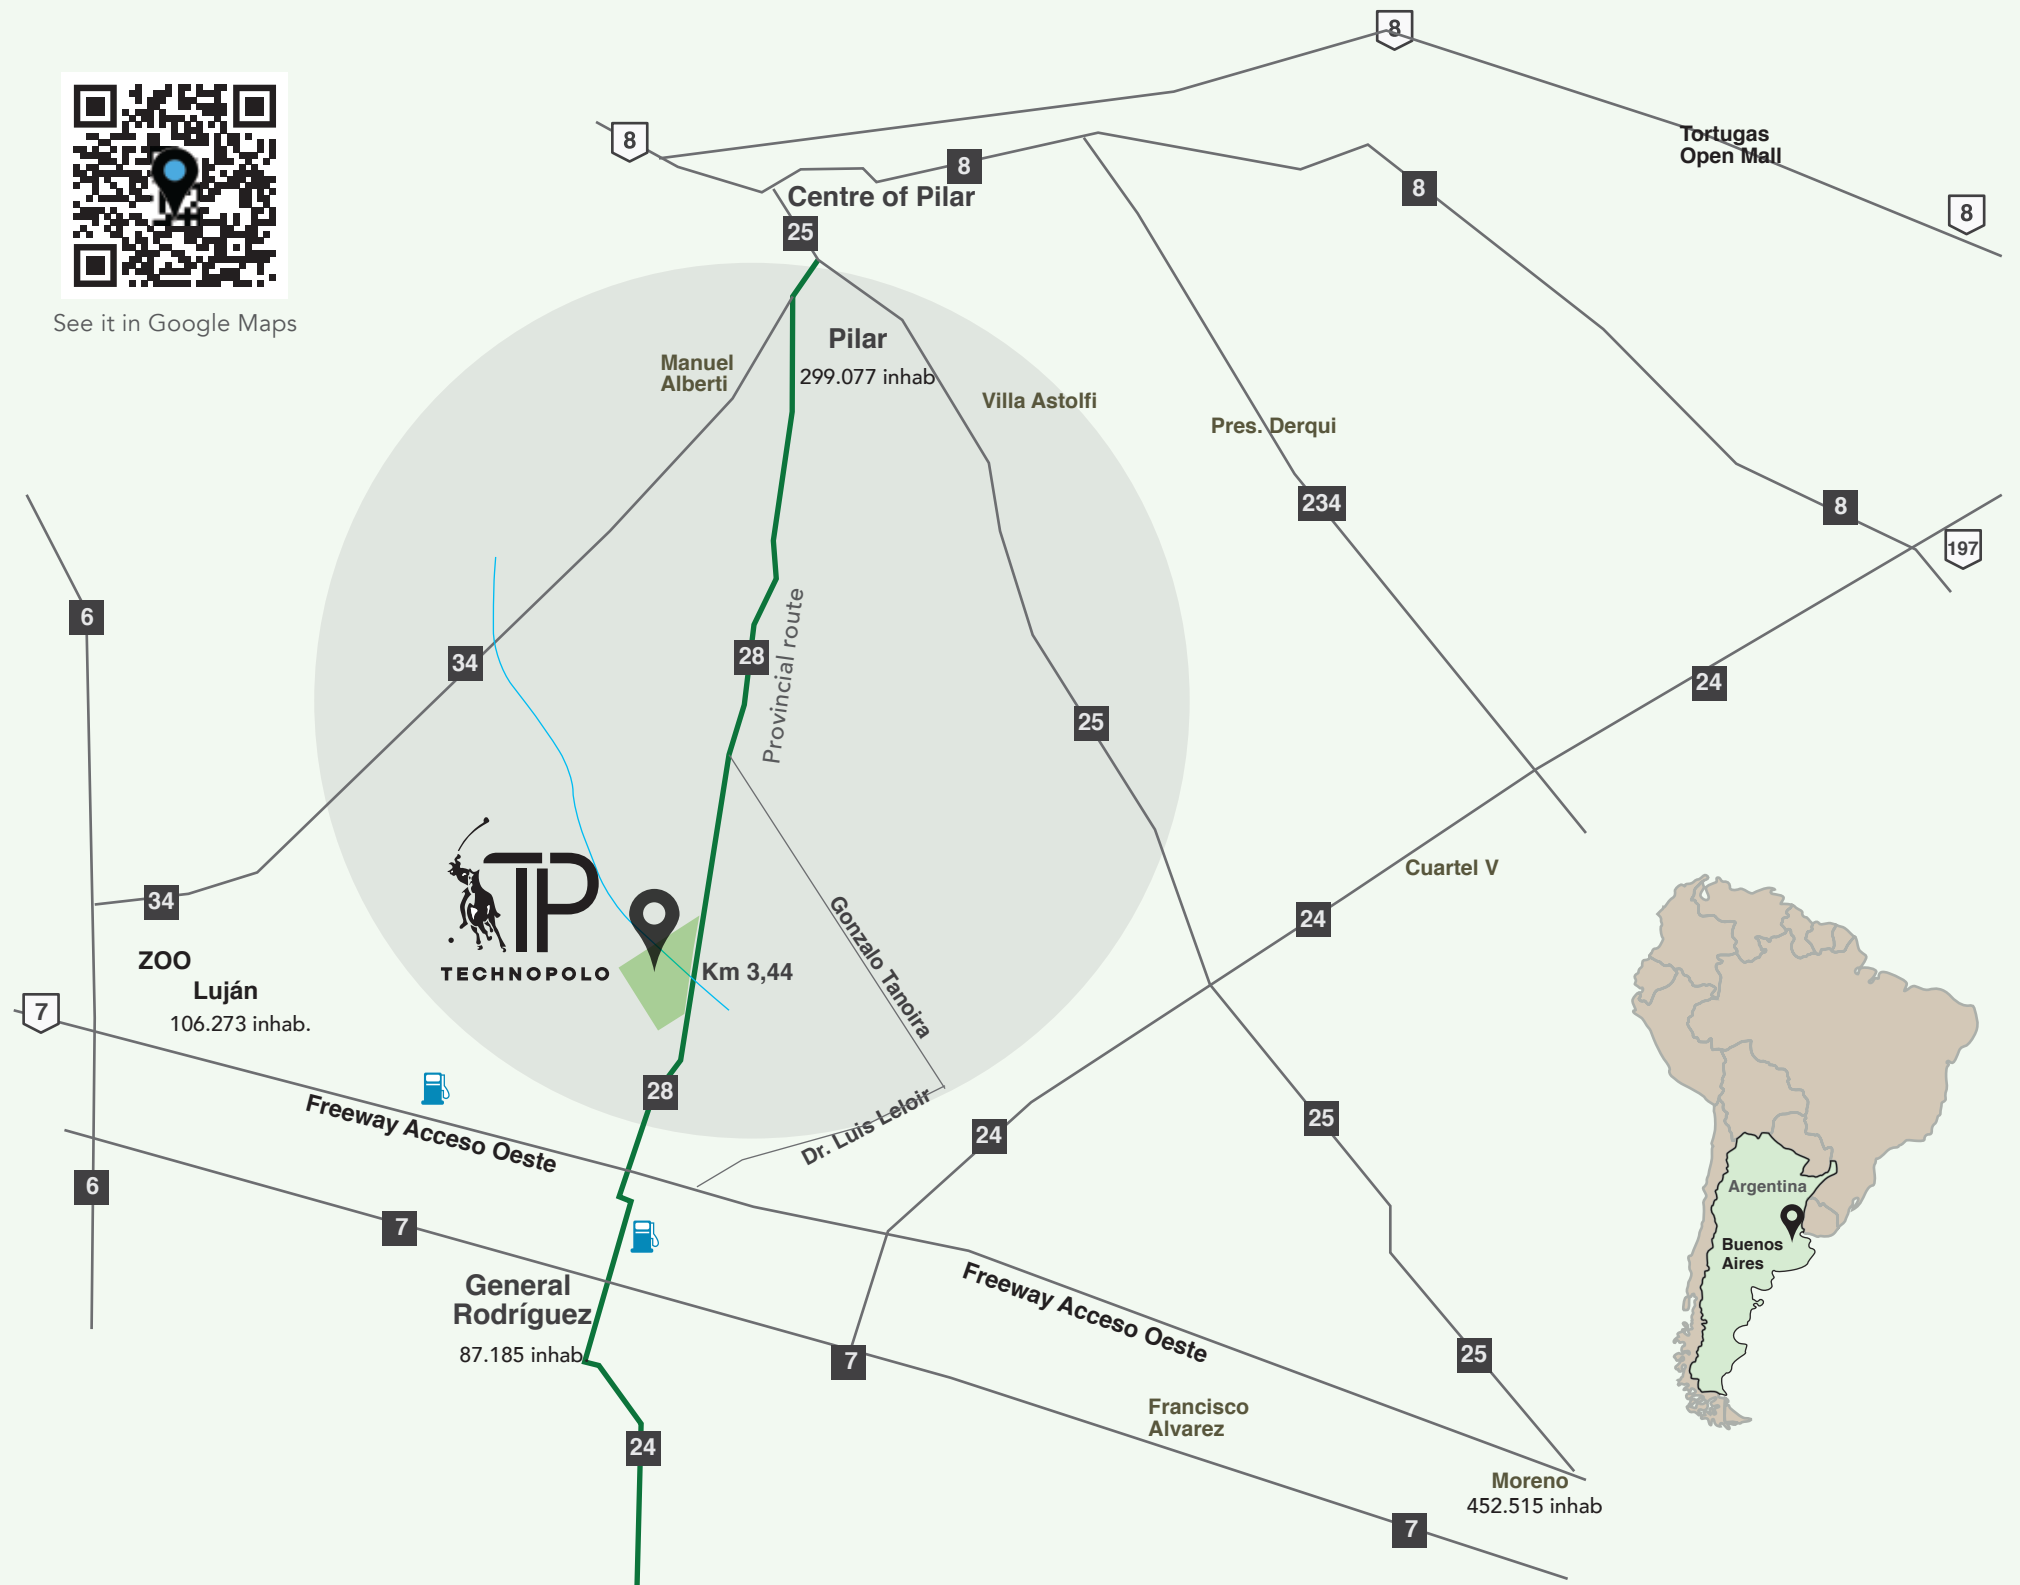 8
8
Tortugas
Open Mall
8
8
Centre of Pilar
8
25
See it in Google Maps
Pilar
299.077 inhab
Manuel
Alberti
Villa Astolfi
Pres. Derqui
234
8
197
6
34
28
Provincial route
24
25
Cuartel V
34
24
TP
TECHNOPOLO
Km 3,44
Gonzalo Tanoira
ZOO
Luján
106.273 inhab.
7
28
Freeway Acceso Oeste
Dr. Luis Leloir
24
25
6
7
Argentina
Buenos
Aires
General
Rodríguez
87.185 inhab
Freeway Acceso Oeste
7
25
Francisco
Alvarez
24
Moreno
452.515 inhab
7